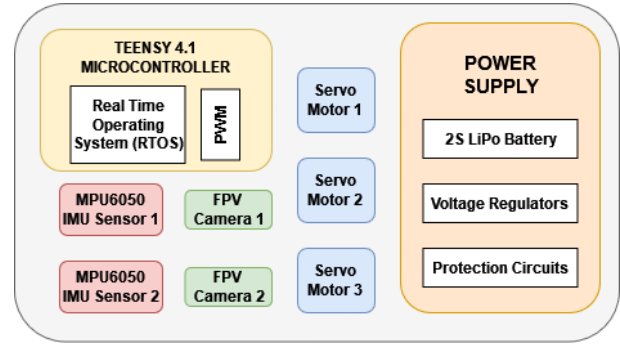 TEENSY 4.1
MICROCONTROLLER
Real Time
Operating
System (RTOS)
PWM
MPU6050
IMU Sensor 1
FPV
Camera 1
MPU6050
IMU Sensor 2
FPV
Camera 2
Servo
Motor 1
Servo
Motor 2
Servo
Motor 3
POWER
SUPPLY
2S LiPo Battery
Voltage Regulators
Protection Circuits